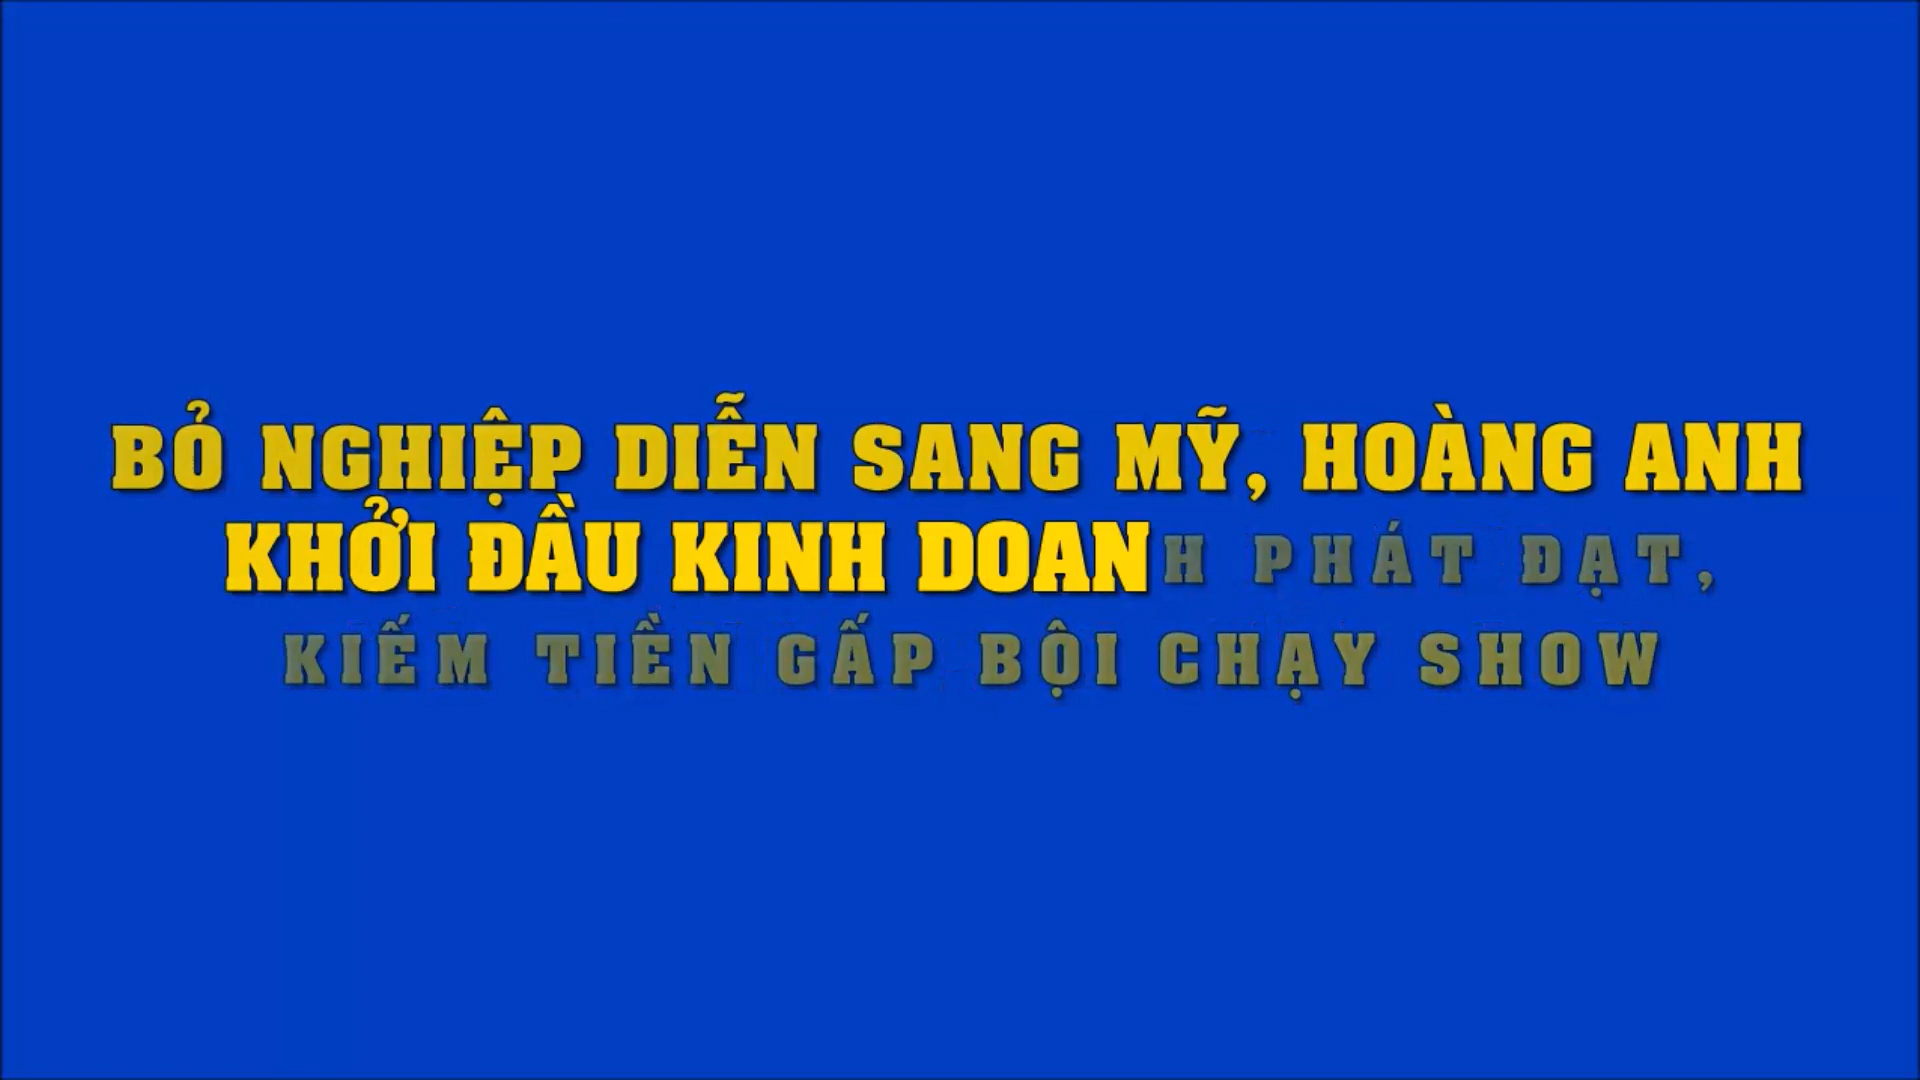 BỎ NGHIỆP DIỄN SANG MỸ, HOÀNG ANH
KHỞI ĐẦU KINH DOANH PHÁT ĐẠT,
KIẾM TIỀN GẤP BỘI CHẠY SHOW